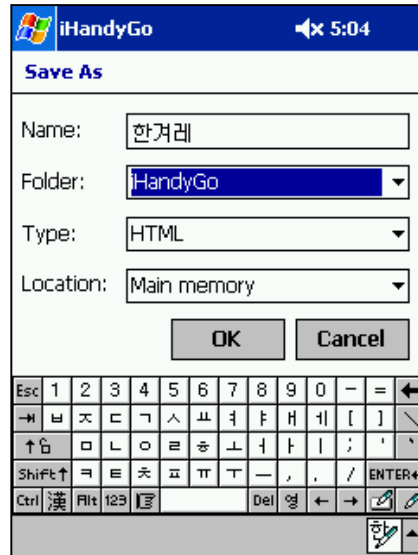 iHandyGo 5:04
Save As
Name: 한겨레
Folder: iHandyGo
Type: HTML
Location: Main memory
OK Cancel
Esc 1 2 3 4 5 6 7 8 9 0 - = ←
ㅂ ㅈ ㄷ ㄱ ㅅ ㅛ ㅕ ㅑ ㅐ ㅔ [ ] \
ㅁ ㄴ ㅇ ㄹ ㅎ ㅗ ㅓ ㅏ ㅣ ; ' `
Shift↑ ㅋ ㅌ ㅊ ㅍ ㅠ ㅜ ㅡ , . / ENTER
Ctrl 漢 Alt 123 Del 영 ← →
한